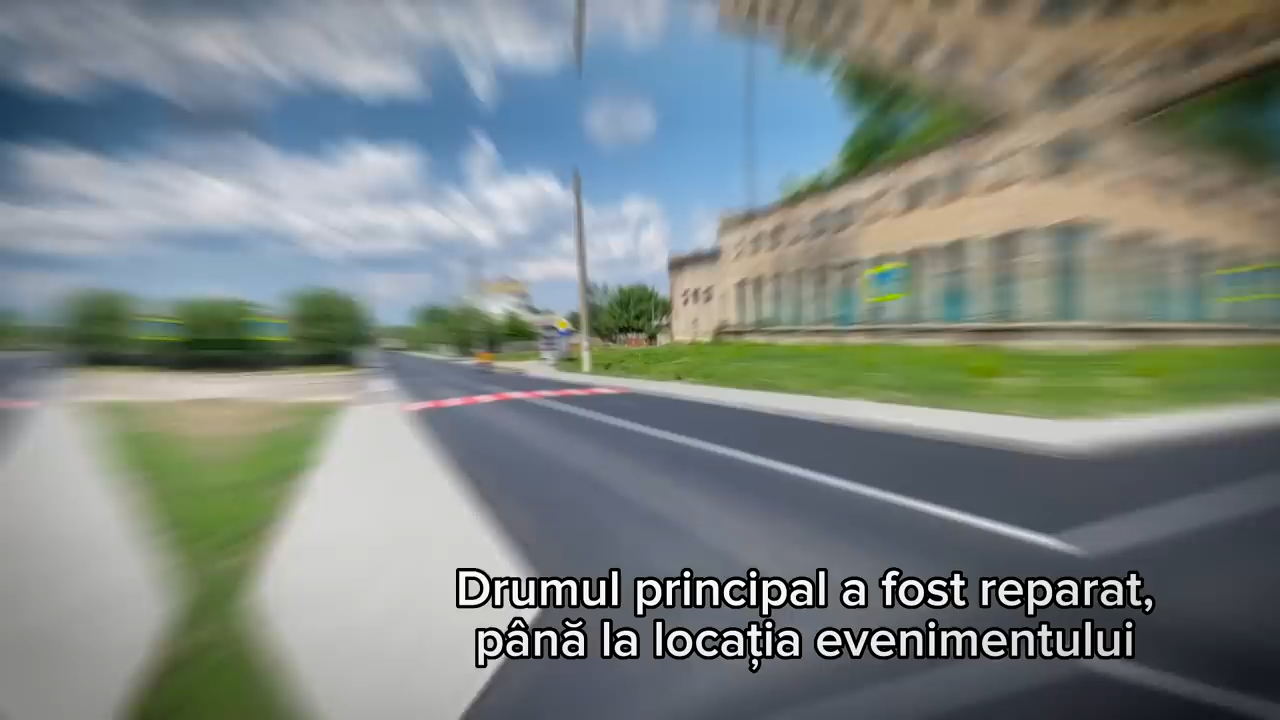 Drumul principal a fost reparat,
până la locația evenimentului